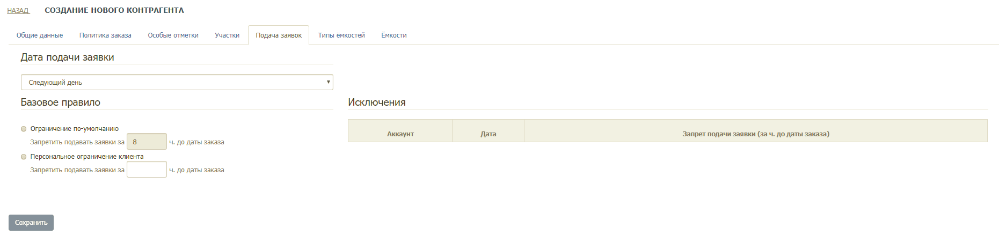 НАЗАД СОЗДАНИЕ НОВОГО КОНТРАГЕНТА
Общие данные Политика заказа Особые отметки Участки Подача заявок Типы ёмкостей Ёмкости
Дата подачи заявки
Следующий день
Базовое правило
Ограничение по-умолчанию
Запретить подавать заявки за 8 ч. до даты заказа
Персональное ограничение клиента
Запретить подавать заявки за ч. до даты заказа
Исключения
Аккаунт Дата Запрет подачи заявки (за ч. до даты заказа)
Сохранить